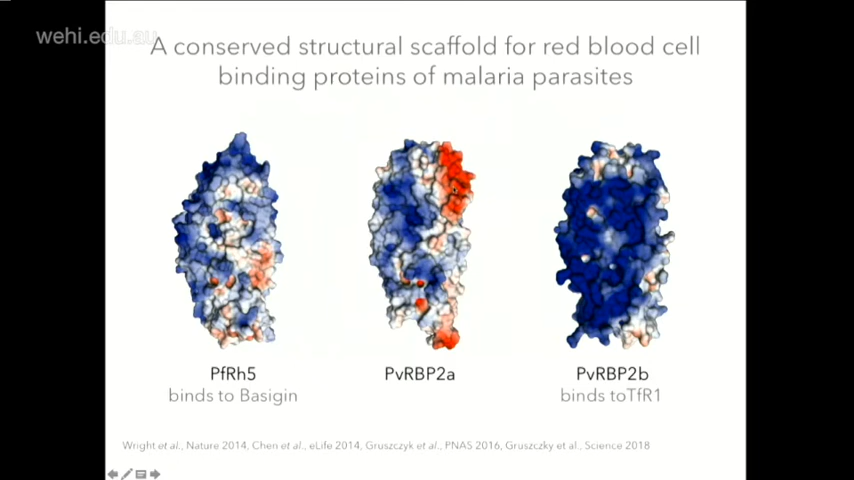 wehi.edu.au
A conserved structural scaffold for red blood cell
binding proteins of malaria parasites
PfRh5
binds to Basigin
PvRBP2a
PvRBP2b
binds toTfR1
Wright et al., Nature 2014, Chen et al., eLife 2014, Gruszczyk et al., PNAS 2016, Gruszczky et al., Science 2018